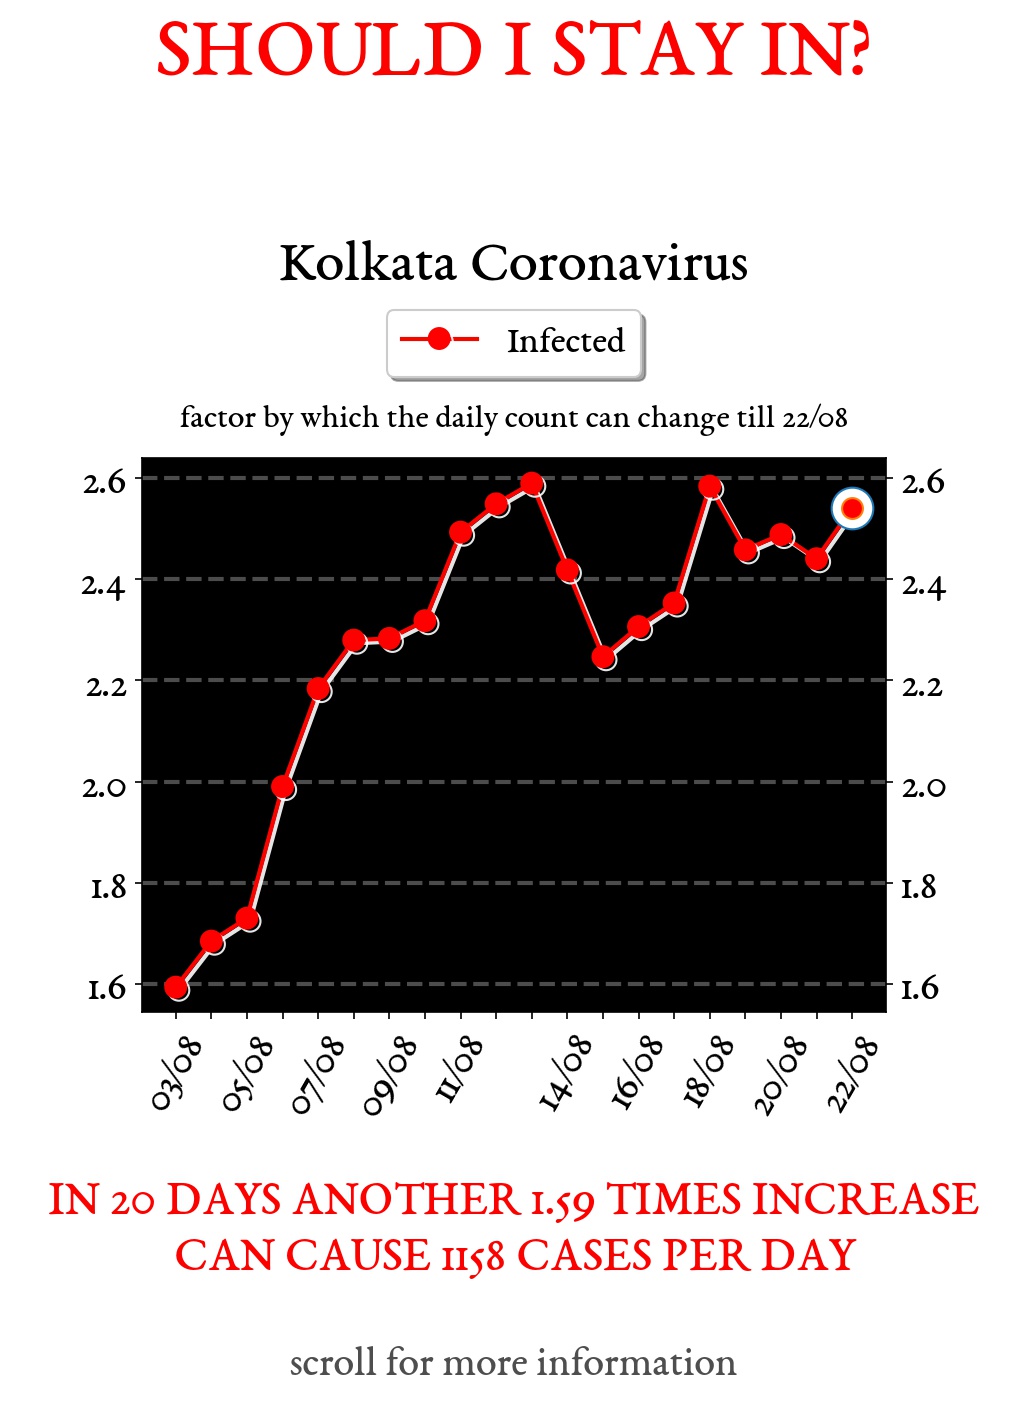 SHOULD I STAY IN?
Kolkata Coronavirus
Infected
factor by which the daily count can change till 22/08
2.6 2.6
2.4 2.4
2.2 2.2
2.0 2.0
1.8 1.8
1.6 1.6
03/08 05/08 07/08 09/08 11/08 14/08 16/08 18/08 20/08 22/08
IN 20 DAYS ANOTHER 1.59 TIMES INCREASE
CAN CAUSE 1158 CASES PER DAY
scroll for more information